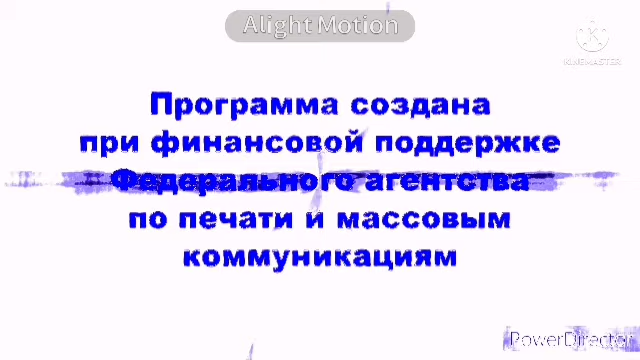 Alight Motion
KINEMASTER
Программа создана
при финансовой поддержке
Федерального агентства
по печати и массовым
коммуникациям
PowerDirector